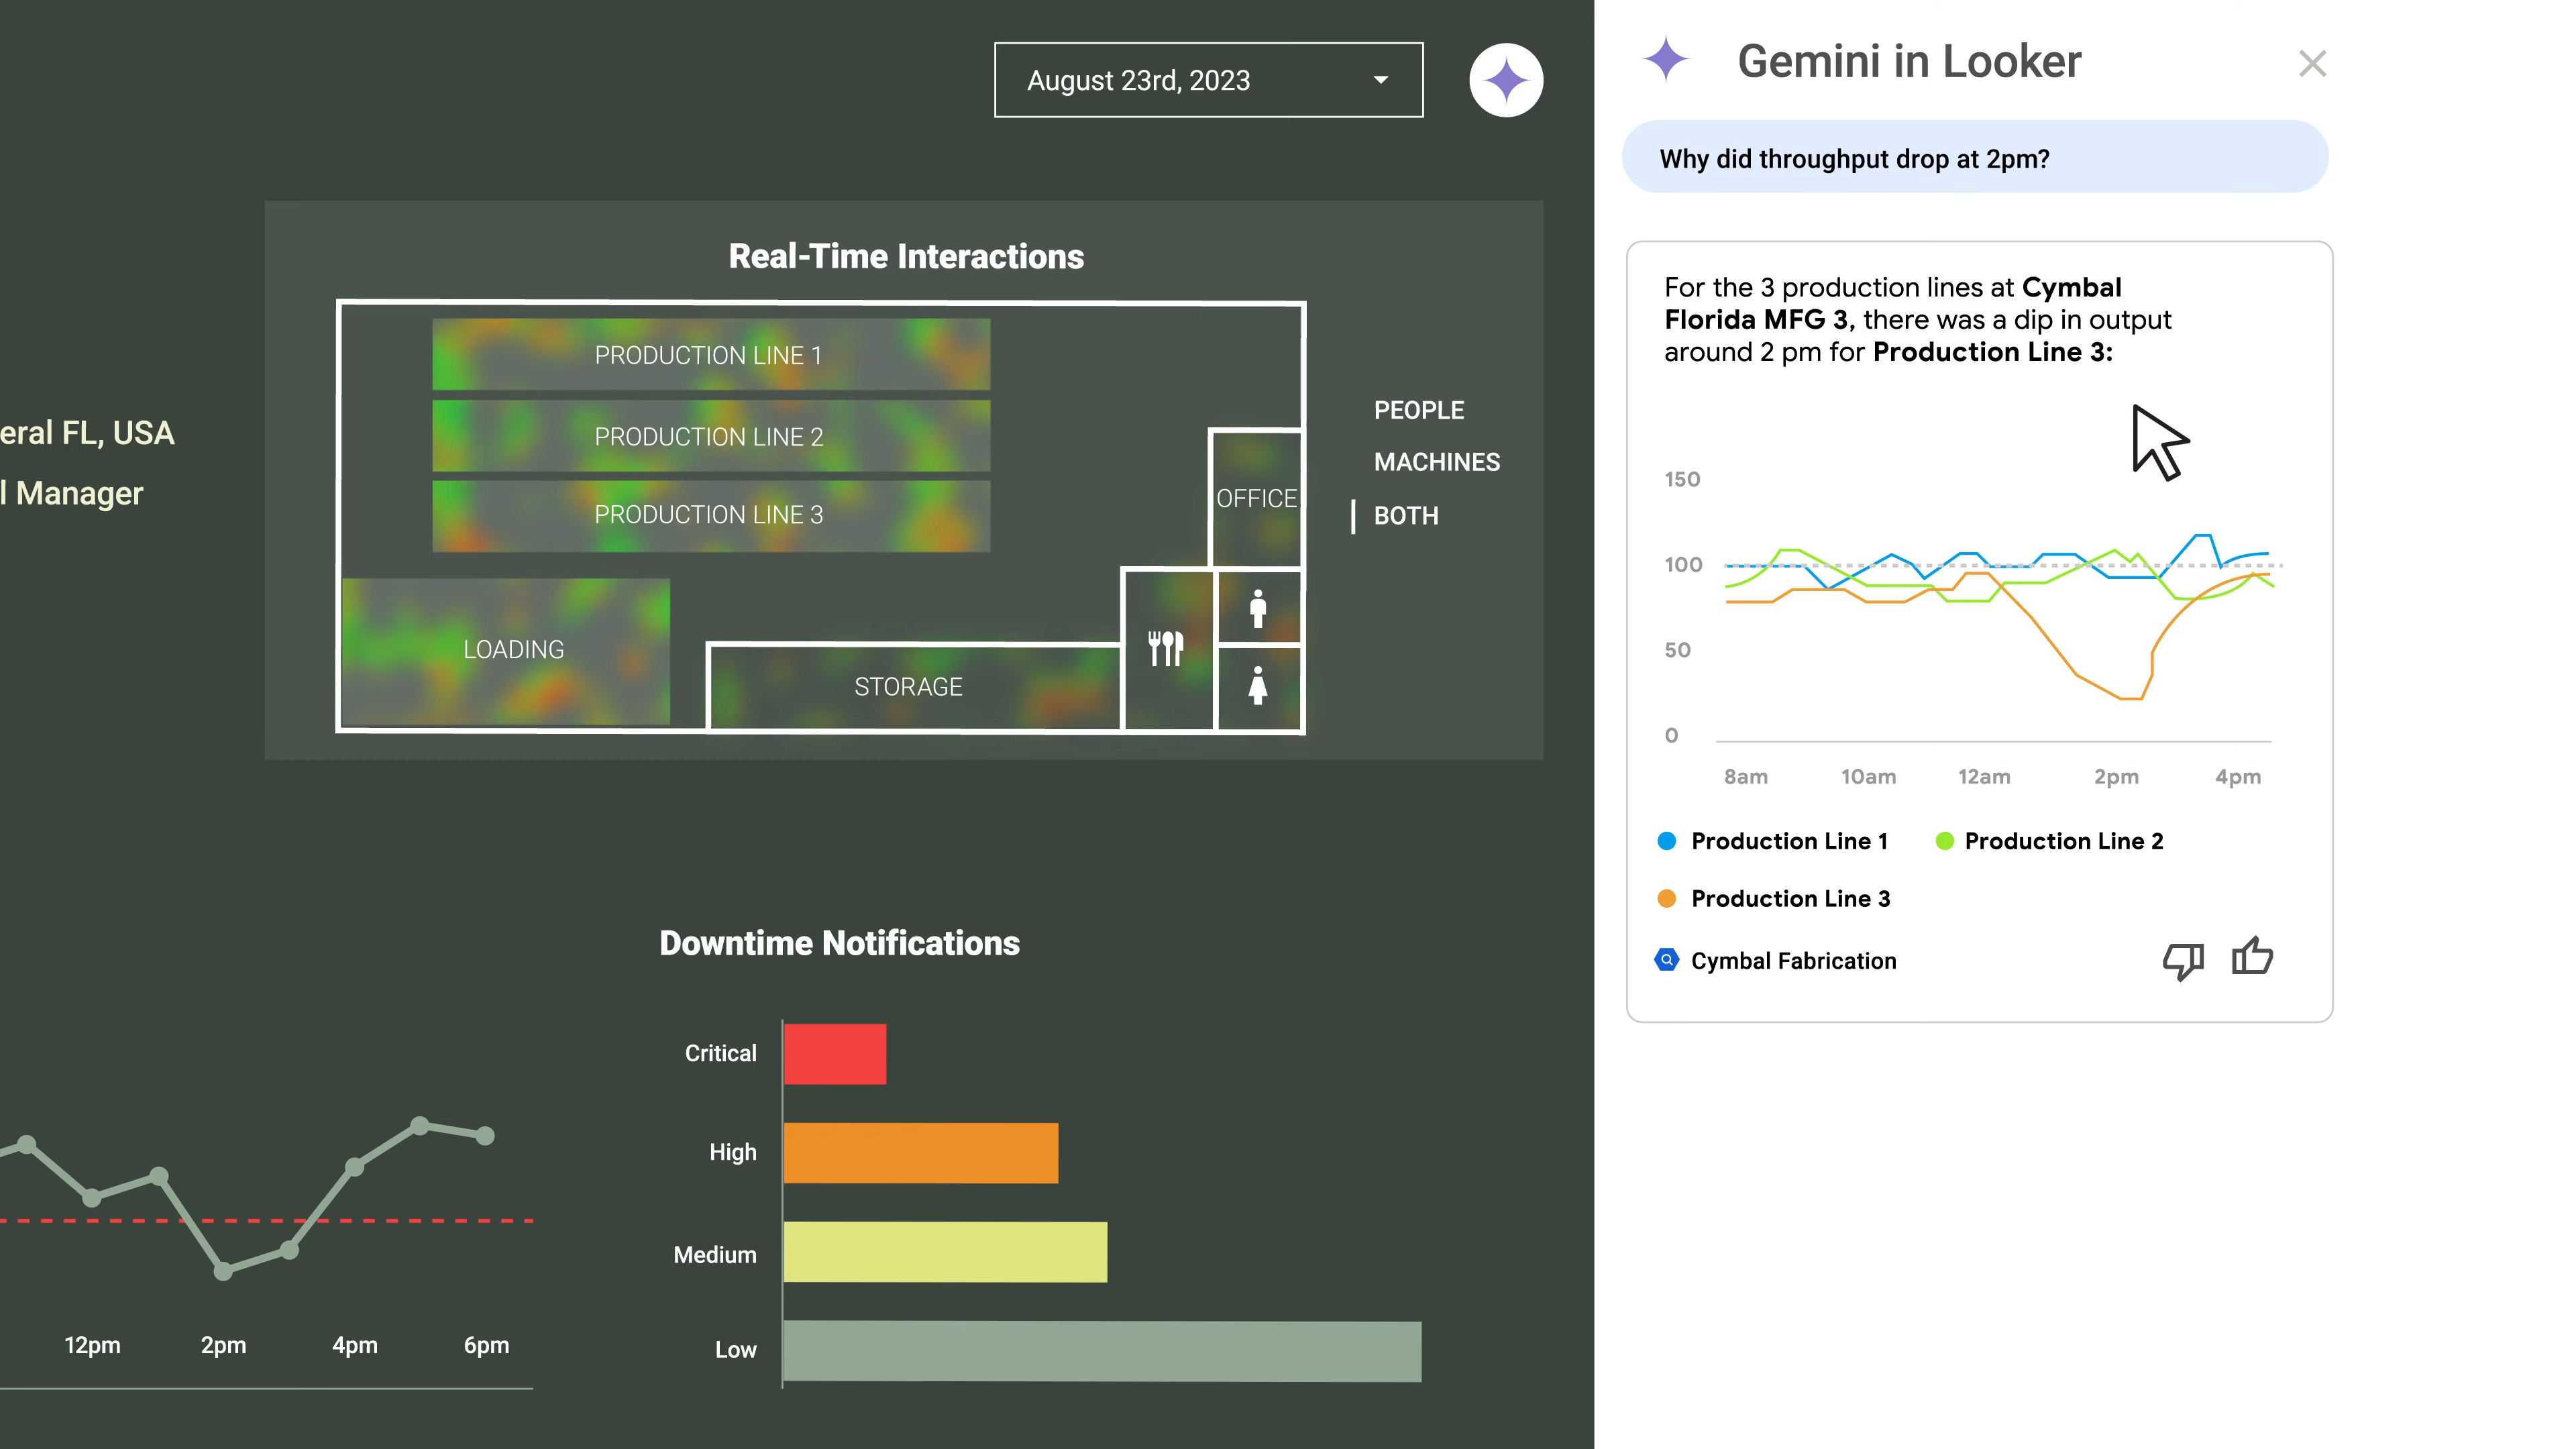 August 23rd, 2023
eral FL, USA
l Manager
Real-Time Interactions
PRODUCTION LINE 1
PRODUCTION LINE 2
PRODUCTION LINE 3
LOADING
STORAGE
OFFICE
PEOPLE
MACHINES
BOTH
12pm
2pm
4pm
6pm
Downtime Notifications
Critical
High
Medium
Low
Gemini in Looker
Why did throughput drop at 2pm?
For the 3 production lines at Cymbal
Florida MFG 3, there was a dip in output
around 2 pm for Production Line 3:
150
100
50
0
8am
10am
12am
2pm
4pm
Production Line 1
Production Line 2
Production Line 3
Cymbal Fabrication